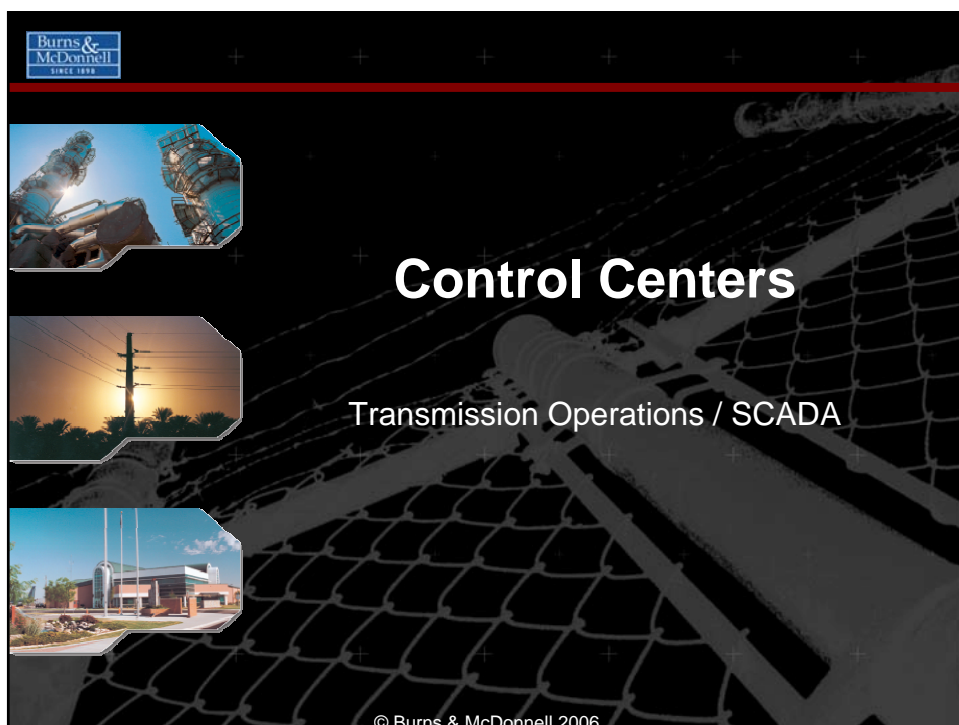 Burns &
McDonnell
SINCE 1898
Control Centers
Transmission Operations / SCADA
© Burns & McDonnell 2006